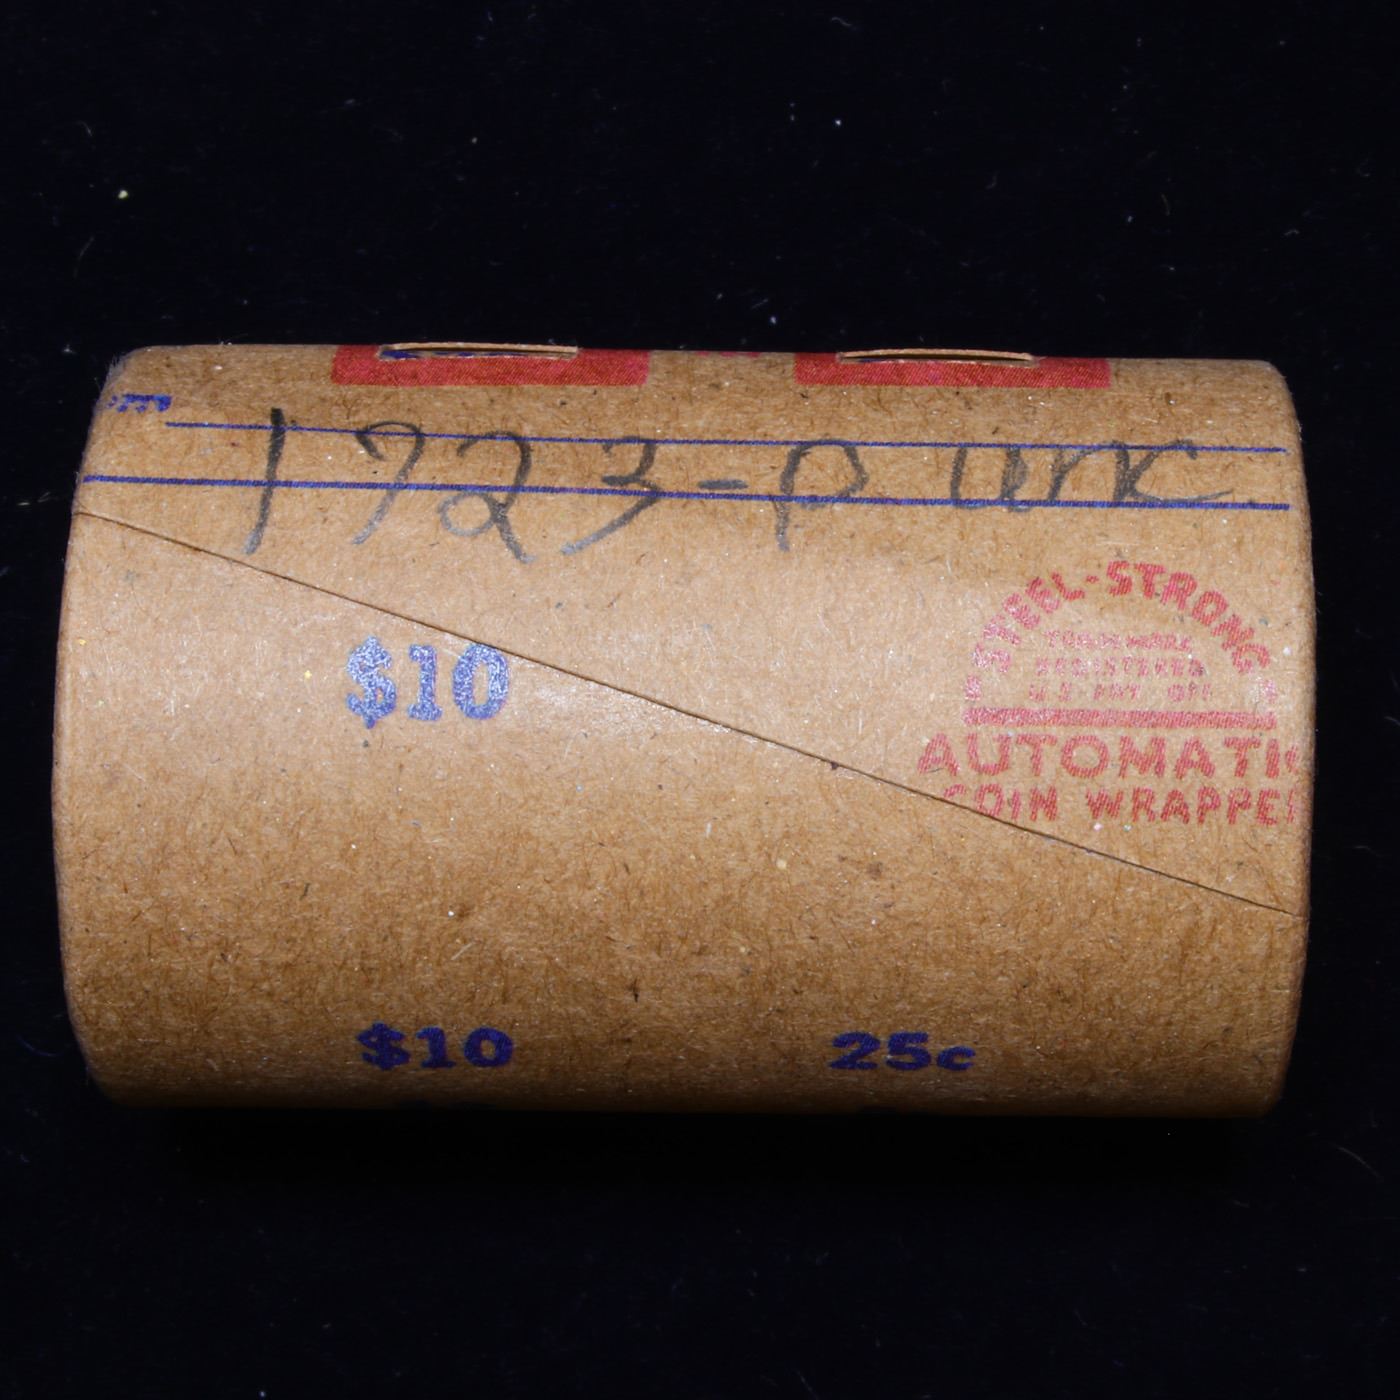 1923-P unc
$10
STEEL-STRONG
TRADEMARK
REGISTERED
U.S. PAT. OFF.
AUTOMATIC
COIN WRAPPER
$10 25c